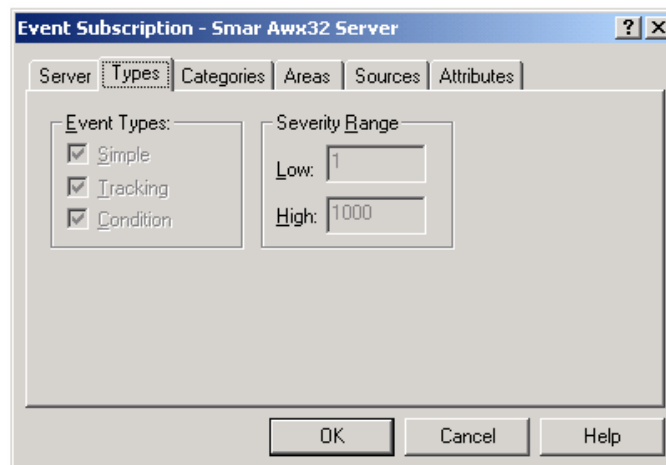 Event Subscription - Smar Awx32 Server
Server Types Categories Areas Sources Attributes
Event Types:
Simple
Tracking
Condition
Severity Range
Low: 1
High: 1000
OK Cancel Help